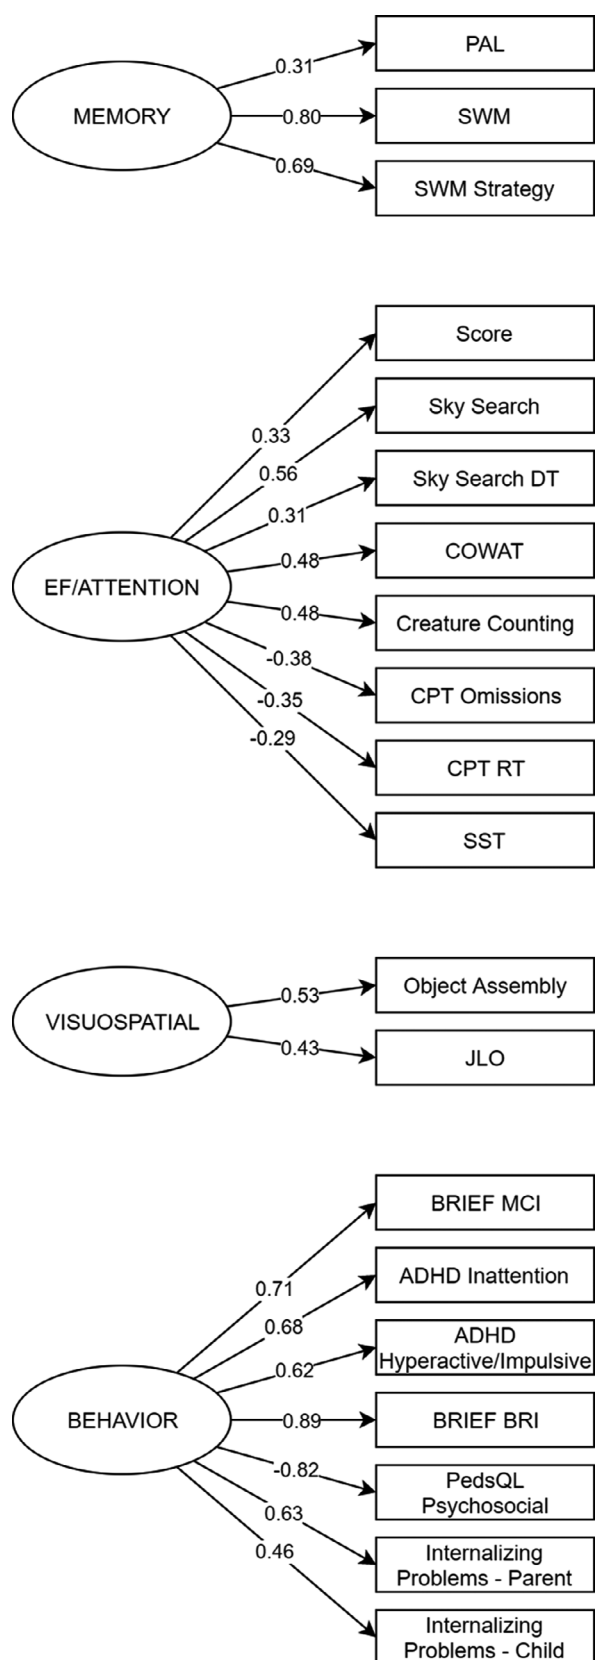 PAL
0.31
MEMORY
0.80
SWM
0.69
SWM Strategy
Score
0.33
Sky Search
0.56
Sky Search DT
0.31
COWAT
0.48
EF/ATTENTION
0.48
Creature Counting
-0.38
CPT Omissions
-0.35
CPT RT
-0.29
SST
Object Assembly
0.53
VISUOSPATIAL
0.43
JLO
BRIEF MCI
0.71
ADHD Inattention
0.68
ADHD
Hyperactive/Impulsive
0.62
BEHAVIOR
0.89
BRIEF BRI
-0.82
PedsQL
Psychosocial
0.63
Internalizing
Problems - Parent
0.46
Internalizing
Problems - Child